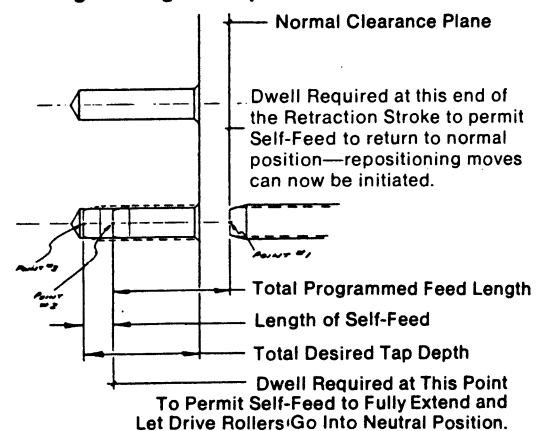 Normal Clearance Plane
Dwell Required at this end of
the Retraction Stroke to permit
Self-Feed to return to normal
position—repositioning moves
can now be initiated.
POINT #1
POINT
Total Programmed Feed Length
Length of Self-Feed
Total Desired Tap Depth
Dwell Required at This Point
To Permit Self-Feed to Fully Extend and
Let Drive Rollers Go Into Neutral Position.